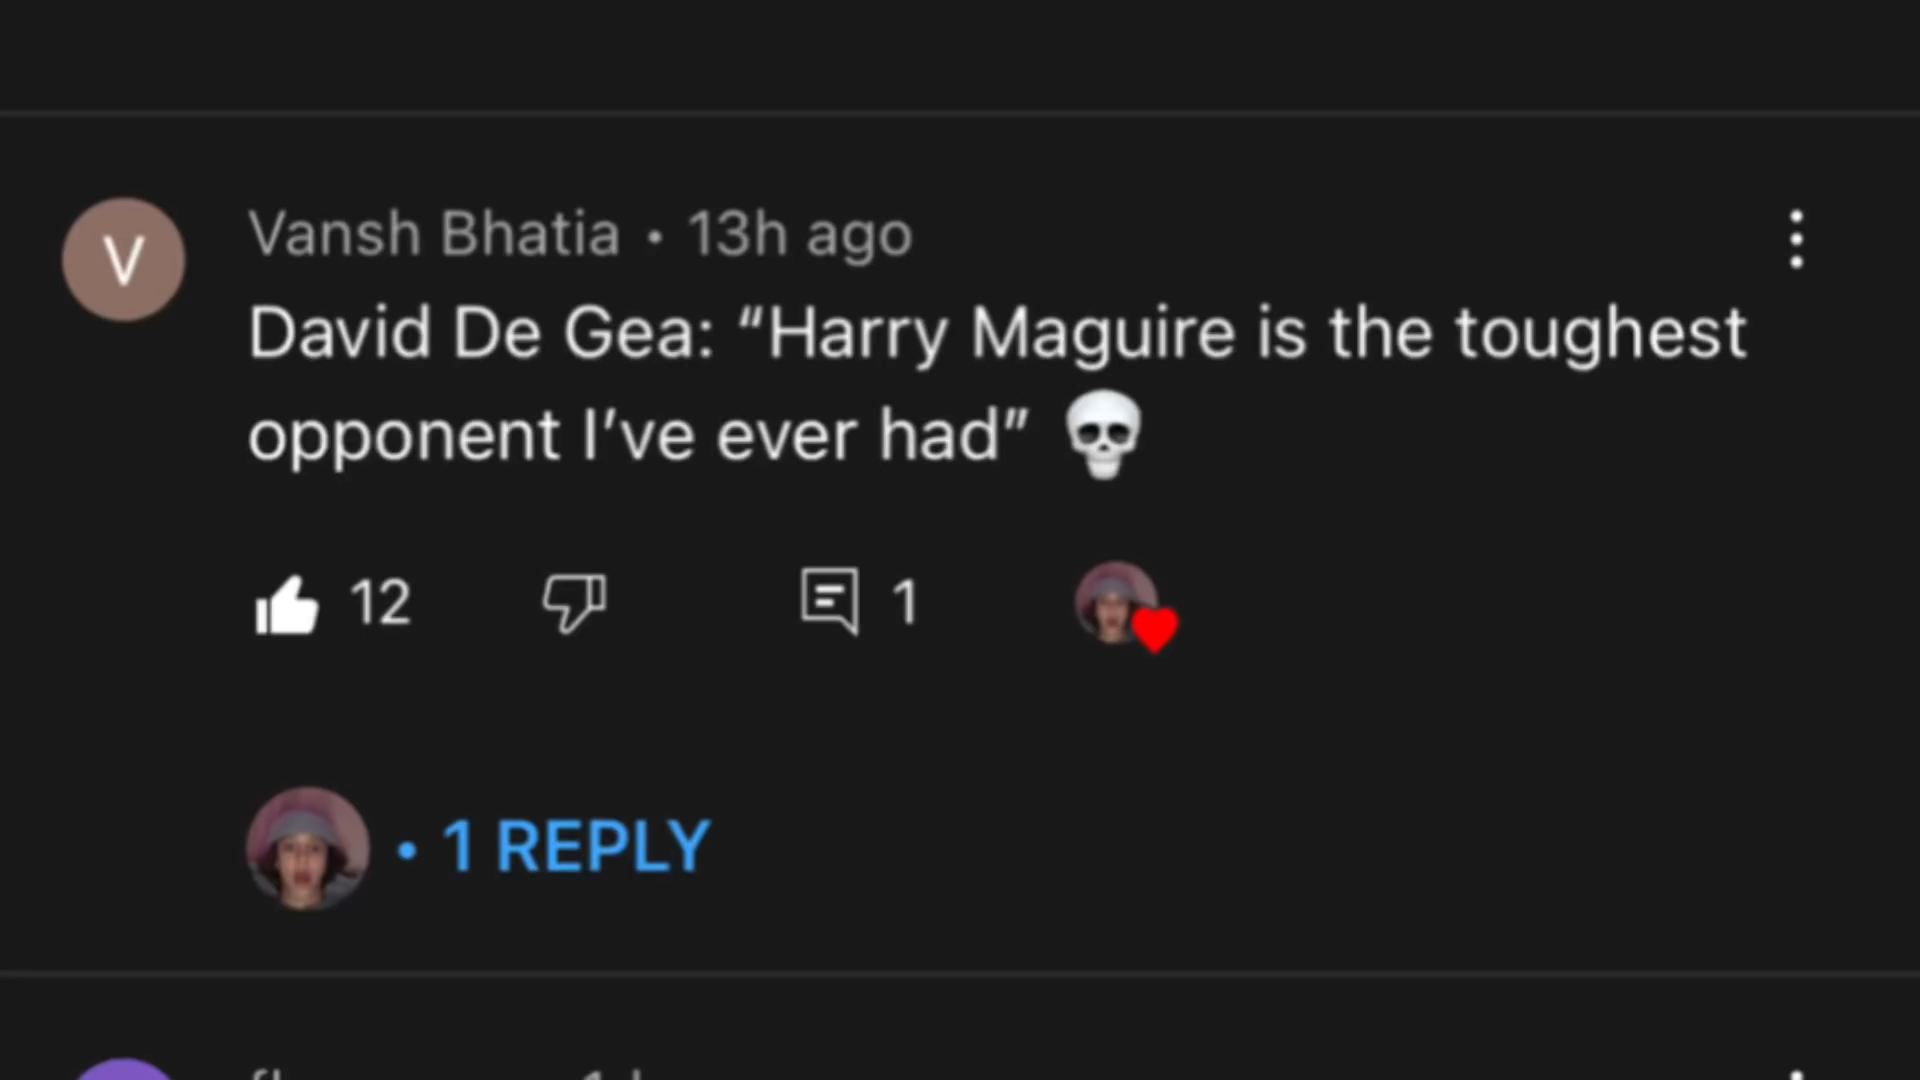 V
Vansh Bhatia • 13h ago
David De Gea: “Harry Maguire is the toughest
opponent I’ve ever had” 💀
12
1
• 1 REPLY